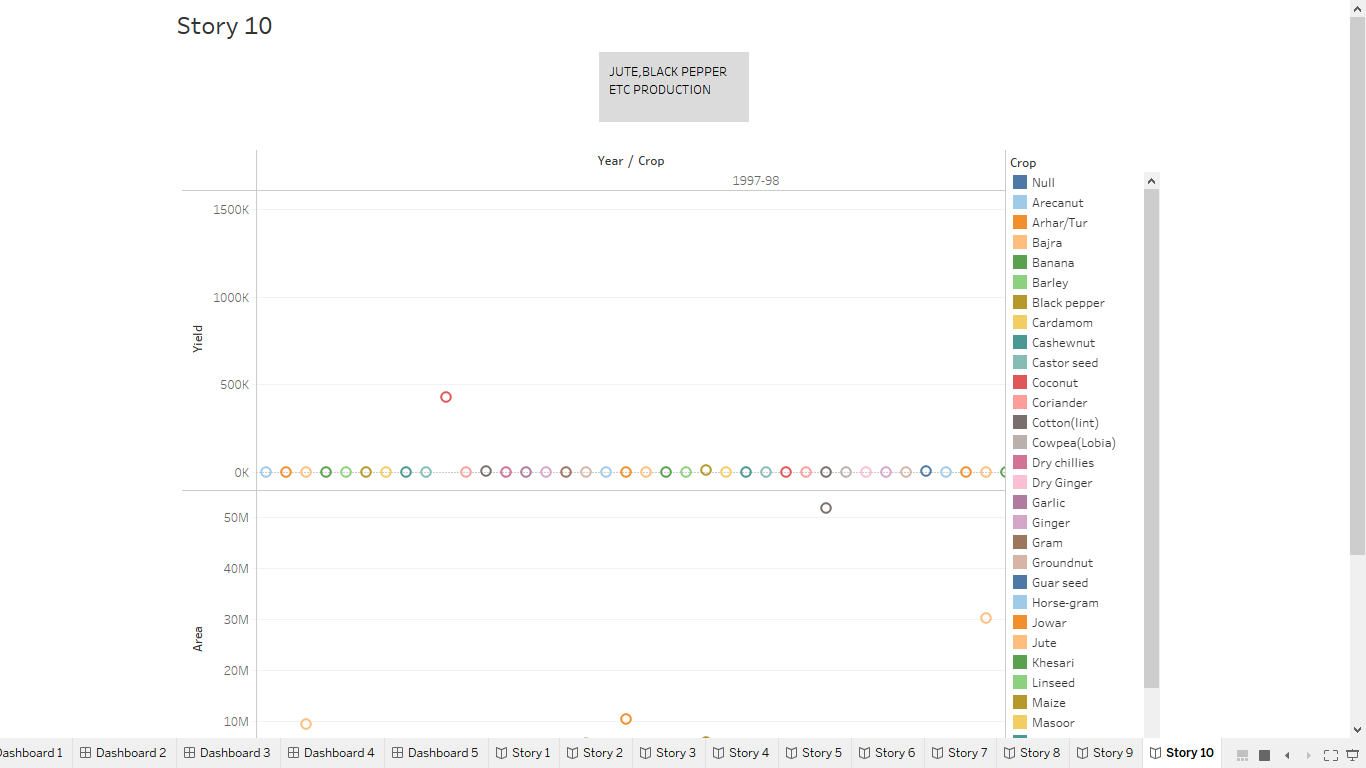 Story 10
JUTE,BLACK PEPPER
ETC PRODUCTION
Year / Crop
1997-98
1500K
1000K
Yield
500K
0K
50M
40M
30M
Area
20M
10M
Crop
Null
Arecanut
Arhar/Tur
Bajra
Banana
Barley
Black pepper
Cardamom
Cashewnut
Castor seed
Coconut
Coriander
Cotton(lint)
Cowpea(Lobia)
Dry chillies
Dry Ginger
Garlic
Ginger
Gram
Groundnut
Guar seed
Horse-gram
Jowar
Jute
Khesari
Linseed
Maize
Masoor
Dashboard 1 Dashboard 2 Dashboard 3 Dashboard 4 Dashboard 5 Story 1 Story 2 Story 3 Story 4 Story 5 Story 6 Story 7 Story 8 Story 9 Story 10